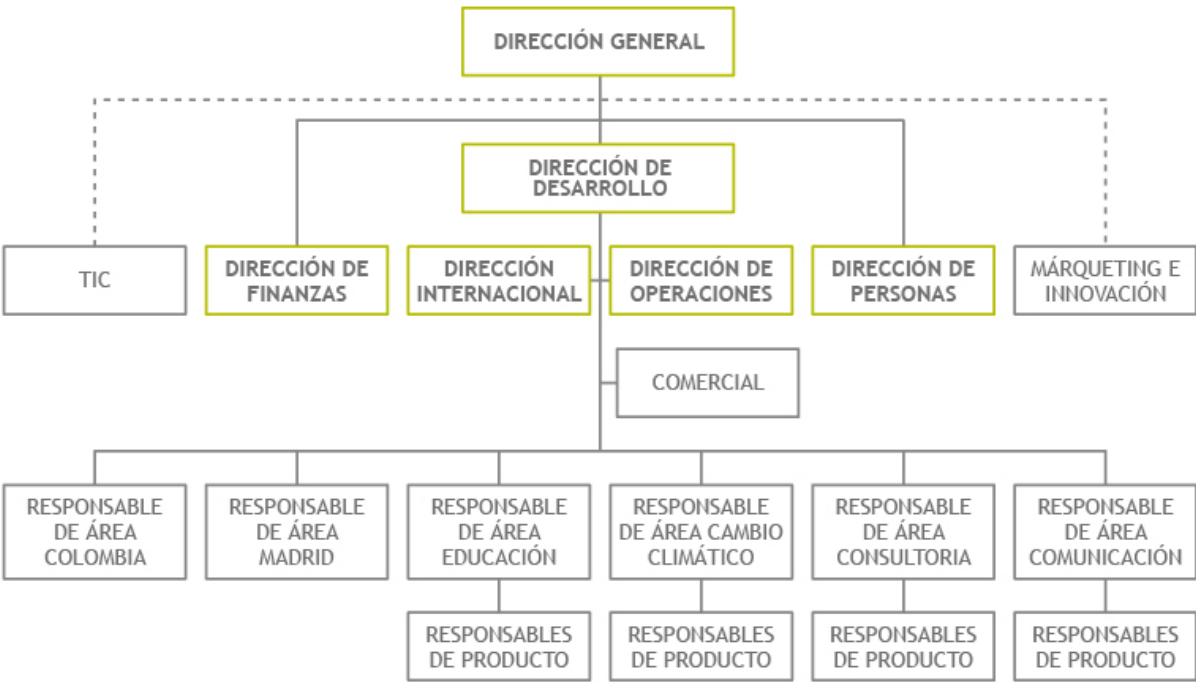 DIRECCIÓN GENERAL
DIRECCIÓN DE
DESARROLLO
TIC
DIRECCIÓN DE
FINANZAS
DIRECCIÓN
INTERNACIONAL
DIRECCIÓN DE
OPERACIONES
DIRECCIÓN DE
PERSONAS
MÁRQUETING E
INNOVACIÓN
COMERCIAL
RESPONSABLE
DE ÁREA
COLOMBIA
RESPONSABLE
DE ÁREA
MADRID
RESPONSABLE
DE ÁREA
EDUCACIÓN
RESPONSABLE
DE ÁREA CAMBIO
CLIMÁTICO
RESPONSABLE
DE ÁREA
CONSULTORIA
RESPONSABLE
DE ÁREA
COMUNICACIÓN
RESPONSABLES
DE PRODUCTO
RESPONSABLES
DE PRODUCTO
RESPONSABLES
DE PRODUCTO
RESPONSABLES
DE PRODUCTO